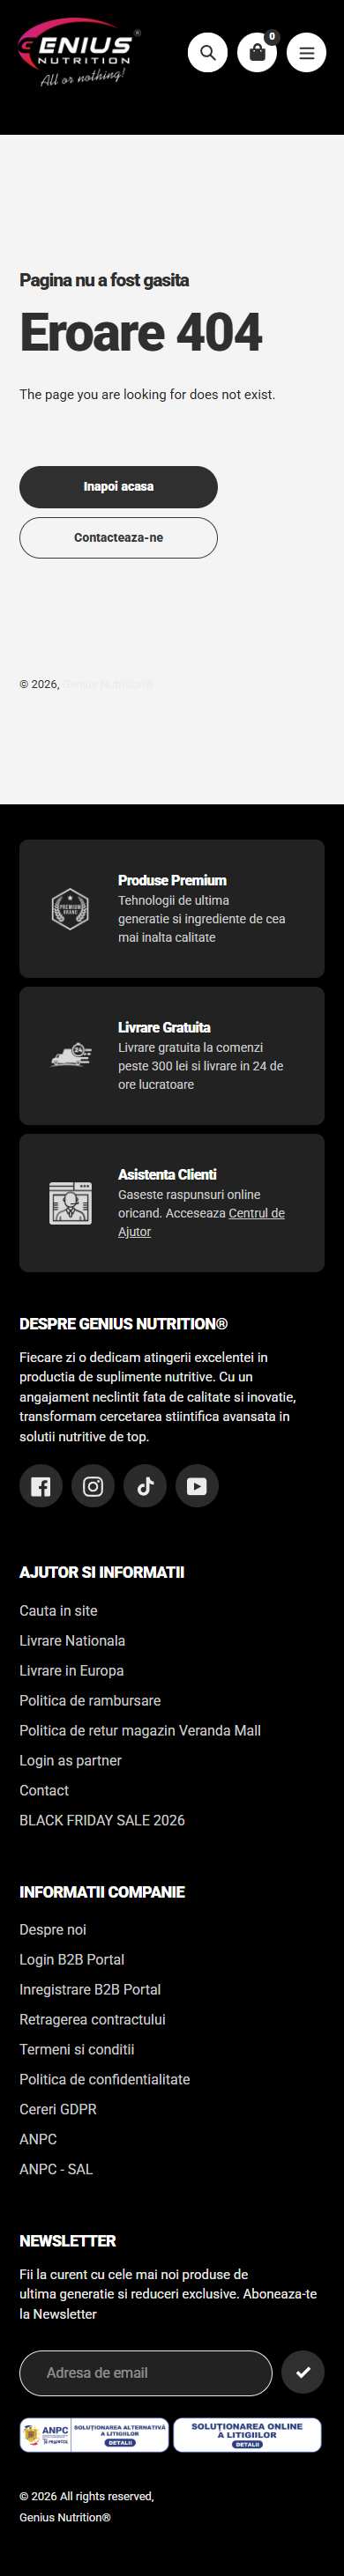 GENIUS®
NUTRITION
All or nothing!
0
Pagina nu a fost gasita
Eroare 404
The page you are looking for does not exist.
Inapoi acasa
Contacteaza-ne
© 2026,
PREMIUM
BRAND
Produse Premium
Tehnologii de ultima
generatie si ingrediente de cea
mai inalta calitate
24
Livrare Gratuita
Livrare gratuita la comenzi
peste 300 lei si livrare in 24 de
ore lucratoare
Asistenta Clienti
Gaseste raspunsuri online
oricand. Acceseaza Centrul de
Ajutor
DESPRE GENIUS NUTRITION®
Fiecare zi o dedicam atingerii excelentei in
productia de suplimente nutritive. Cu un
angajament neclintit fata de calitate si inovatie,
transformam cercetarea stiintifica avansata in
solutii nutritive de top.
AJUTOR SI INFORMATII
Cauta in site
Livrare Nationala
Livrare in Europa
Politica de rambursare
Politica de retur magazin Veranda Mall
Login as partner
Contact
BLACK FRIDAY SALE 2026
INFORMATII COMPANIE
Despre noi
Login B2B Portal
Inregistrare B2B Portal
Retragerea contractului
Termeni si conditii
Politica de confidentialitate
Cereri GDPR
ANPC
ANPC - SAL
NEWSLETTER
Fii la curent cu cele mai noi produse de
ultima generatie si reduceri exclusive. Aboneaza-te
la Newsletter
Adresa de email
ANPC SOLUȚIONAREA ALTERNATIVĂ
A LITIGIILOR
DETALII
SOLUȚIONAREA ONLINE
A LITIGIILOR
DETALII
© 2026 All rights reserved,
Genius Nutrition®